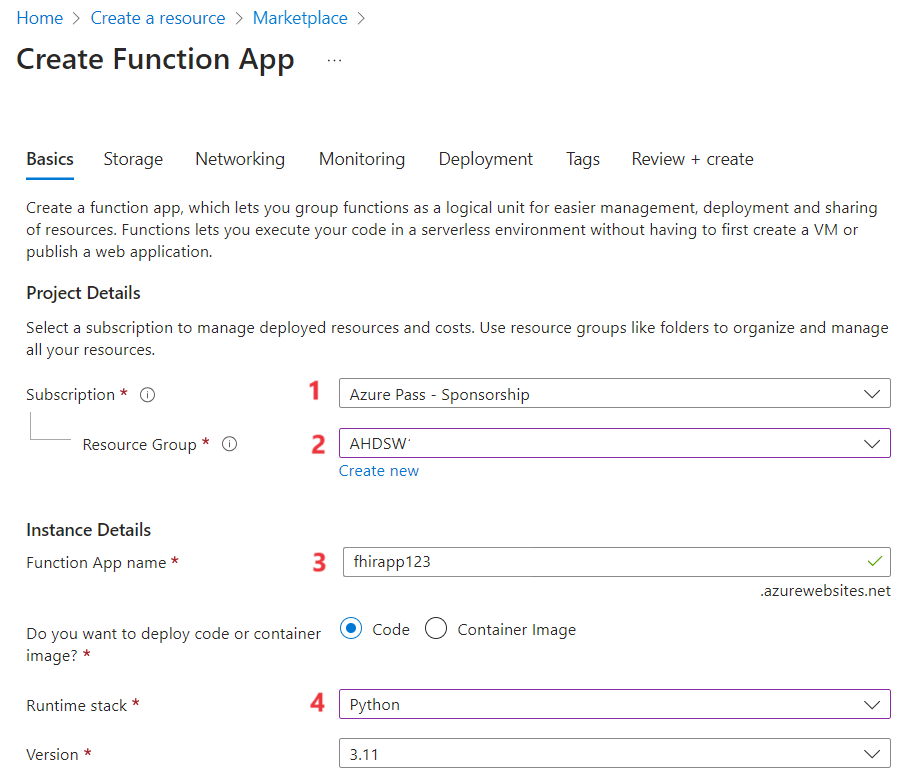 Home > Create a resource > Marketplace >
Create Function App ...
Basics Storage Networking Monitoring Deployment Tags Review + create
Create a function app, which lets you group functions as a logical unit for easier management, deployment and sharing
of resources. Functions lets you execute your code in a serverless environment without having to first create a VM or
publish a web application.
Project Details
Select a subscription to manage deployed resources and costs. Use resource groups like folders to organize and manage
all your resources.
Subscription * 1 Azure Pass - Sponsorship
Resource Group * 2 AHDSW
Create new
Instance Details
Function App name * 3 fhirapp123
.azurewebsites.net
Do you want to deploy code or container
image? * Code Container Image
Runtime stack * 4 Python
Version * 3.11